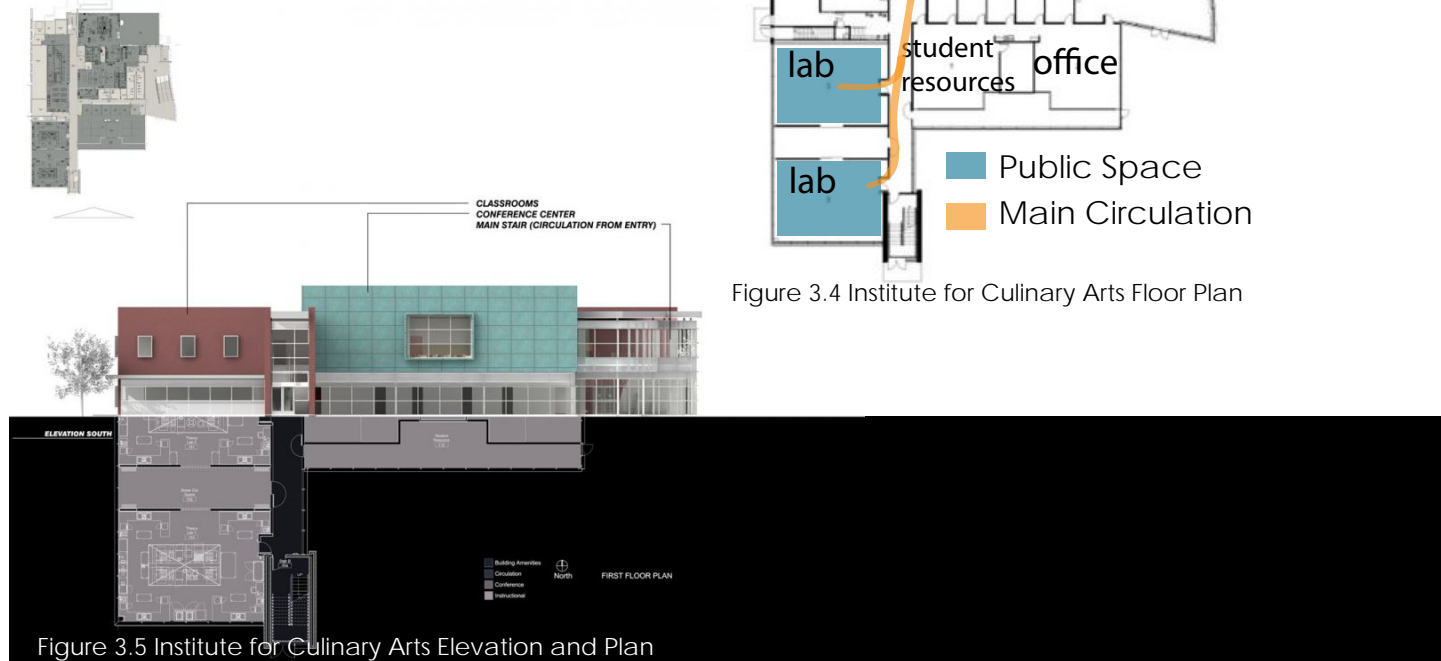 lab
student
resources
office
lab
Public Space
Main Circulation
Figure 3.4 Institute for Culinary Arts Floor Plan
CLASSROOMS
CONFERENCE CENTER
MAIN STAIR (CIRCULATION FROM ENTRY)
ELEVATION SOUTH
Building Amenities
Circulation
Conference
Instructional
North
FIRST FLOOR PLAN
Figure 3.5 Institute for Culinary Arts Elevation and Plan